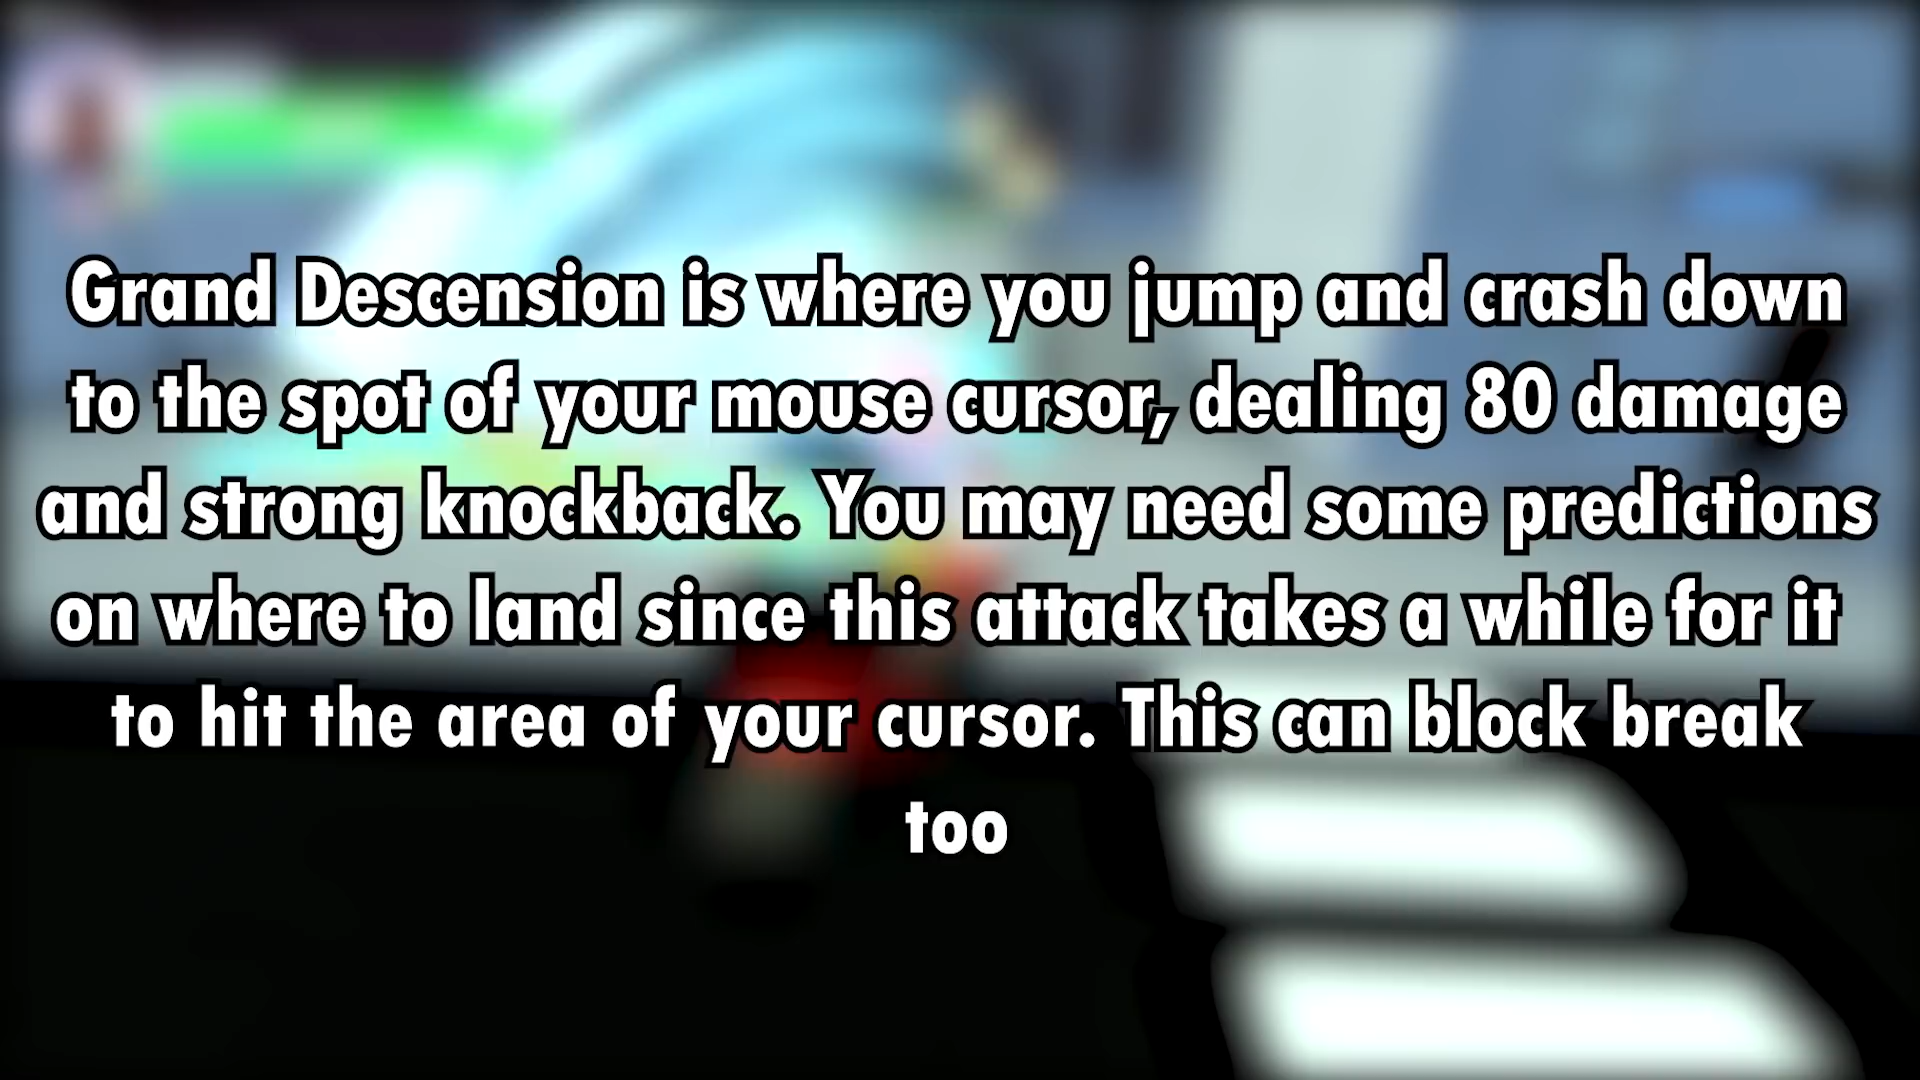 Grand Descension is where you jump and crash down
to the spot of your mouse cursor, dealing 80 damage
and strong knockback. You may need some predictions
on where to land since this attack takes a while for it
to hit the area of your cursor. This can block break
too